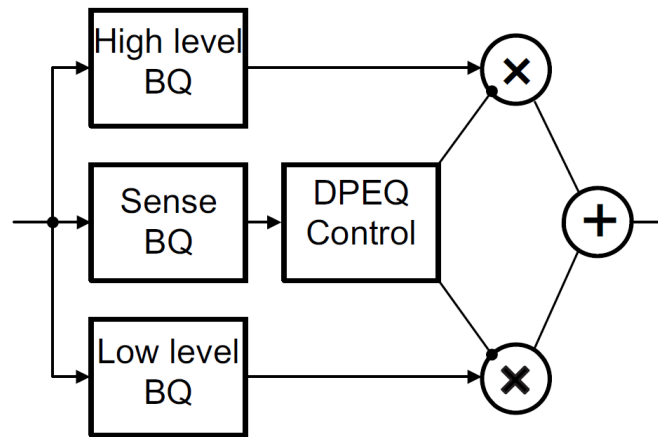 High level
BQ
×
Sense
BQ
DPEQ
Control
+
Low level
BQ
×